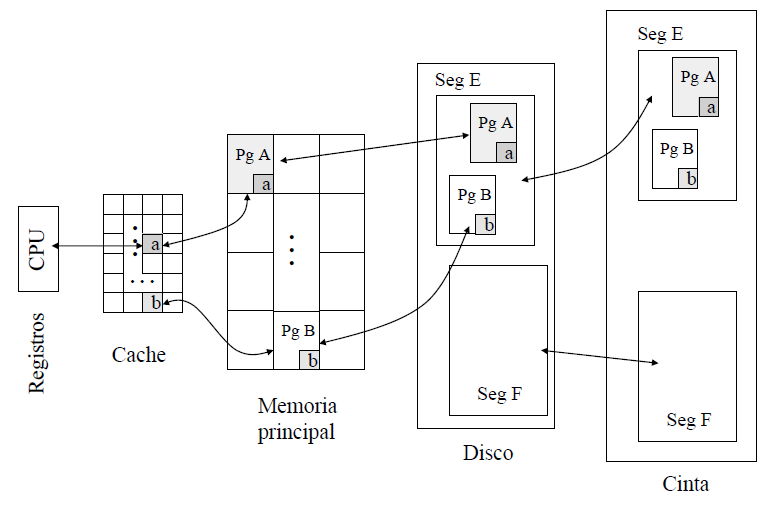 CPU
Registros
a
b
. . .
Cache
Pg A
a
Pg B
b
Memoria
principal
Seg E
Pg A
a
Pg B
b
Seg F
Disco
Seg E
Pg A
a
Pg B
b
Seg F
Cinta